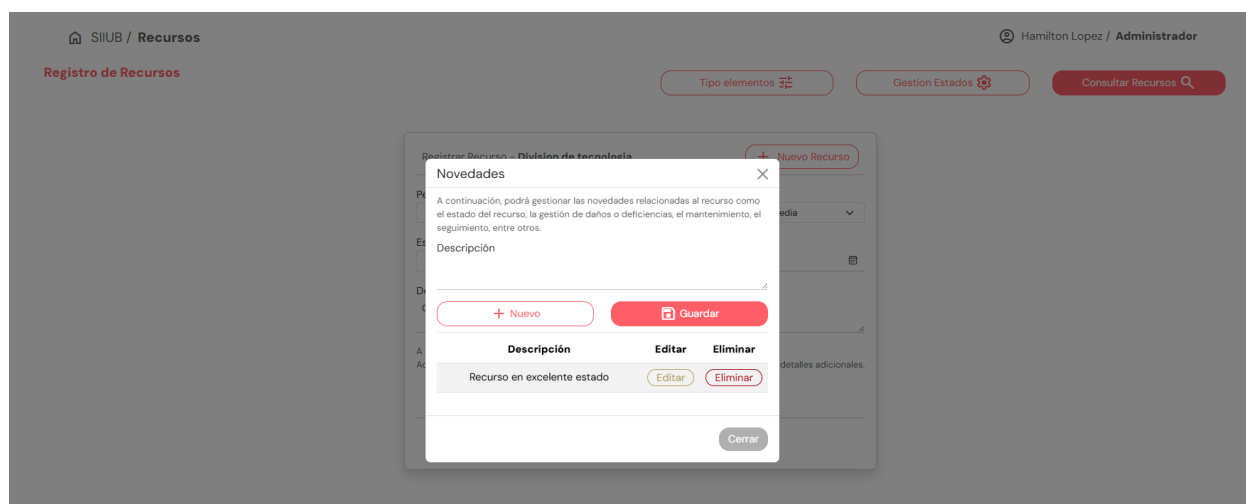 SIIUB / Recursos
Hamilton Lopez / Administrador
Registro de Recursos
Tipo elementos
Gestion Estados
Consultar Recursos
Registrar Recurso - Division de tecnologia
+ Nuevo Recurso
Novedades
A continuación, podrá gestionar las novedades relacionadas al recurso como
el estado del recurso, la gestión de daños o deficiencias, el mantenimiento, el
seguimiento, entre otros.
Descripción
+ Nuevo
Guardar
Descripción Editar Eliminar
Recurso en excelente estado Editar Eliminar
detalles adicionales.
Cerrar